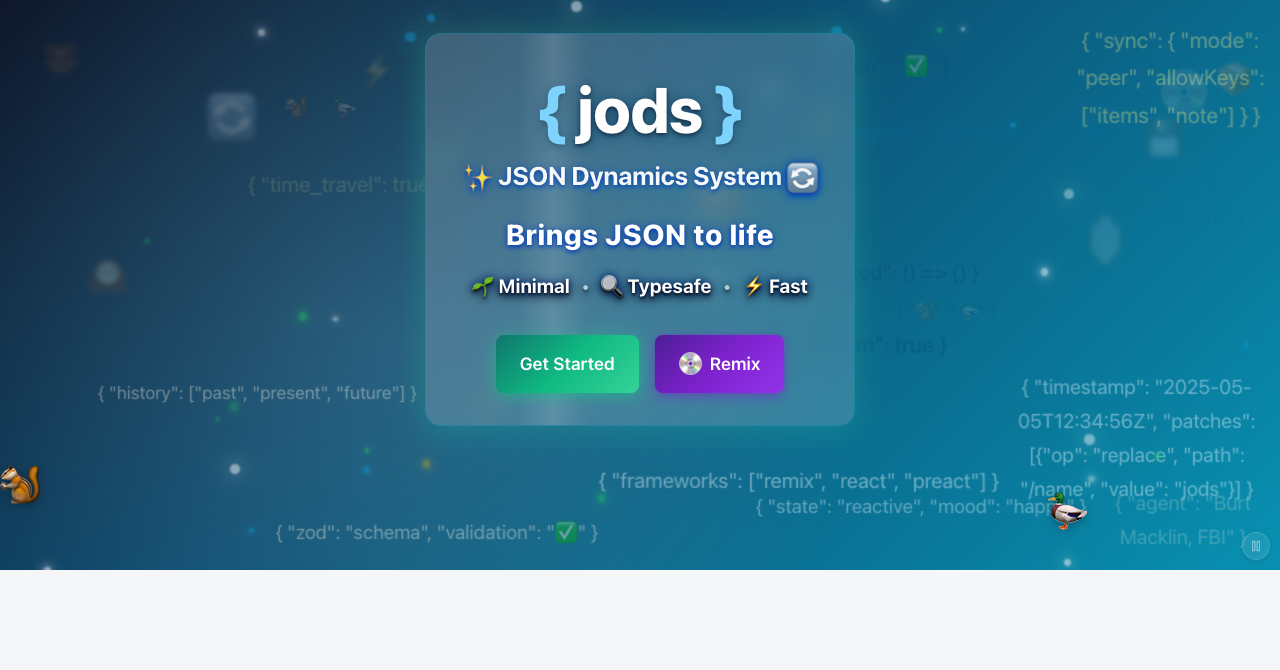 { jods }
✨ JSON Dynamics System 🔄
Brings JSON to life
🌱 Minimal • 🔍 Typesafe • ⚡ Fast
Get Started
💿 Remix
{ "sync": { "mode":
"peer", "allowKeys":
["items", "note"] } }
{ "time_travel": true
() => {} }
true }
{ "history": ["past", "present", "future"] }
{ "timestamp": "2025-05-
05T12:34:56Z", "patches":
[{"op": "replace", "path":
"/name", "value": "jods"}] }
{ "frameworks": ["remix", "react", "preact"] }
{ "state": "reactive", "mood": "happy" }
{ "agent": "Burt
Macklin, FBI" }
{ "zod": "schema", "validation": "✅" }